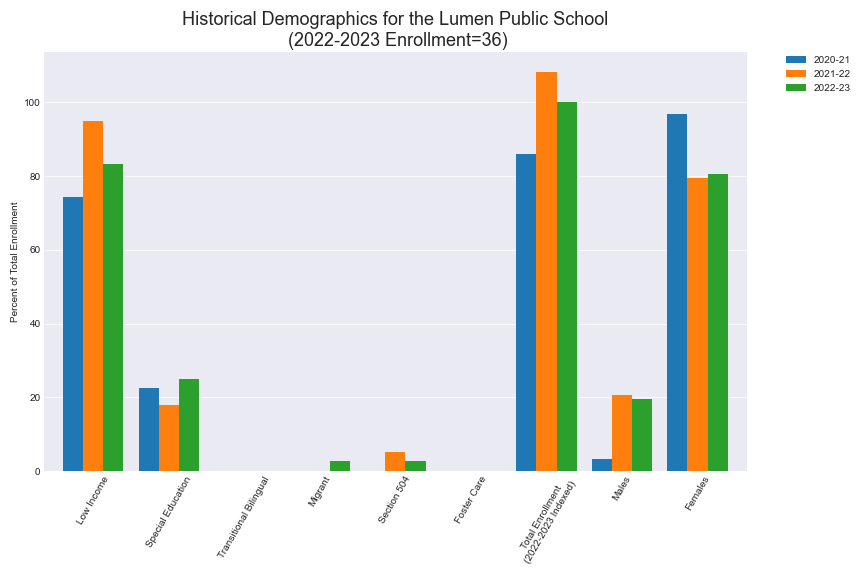 Historical Demographics for the Lumen Public School
(2022-2023 Enrollment=36)
2020-21
2021-22
2022-23
Percent of Total Enrollment
100
80
60
40
20
0
Low Income
Special Education
Transitional Bilingual
Migrant
Section 504
Foster Care
Total Enrollment
(2022-2023 Indexed)
Males
Females